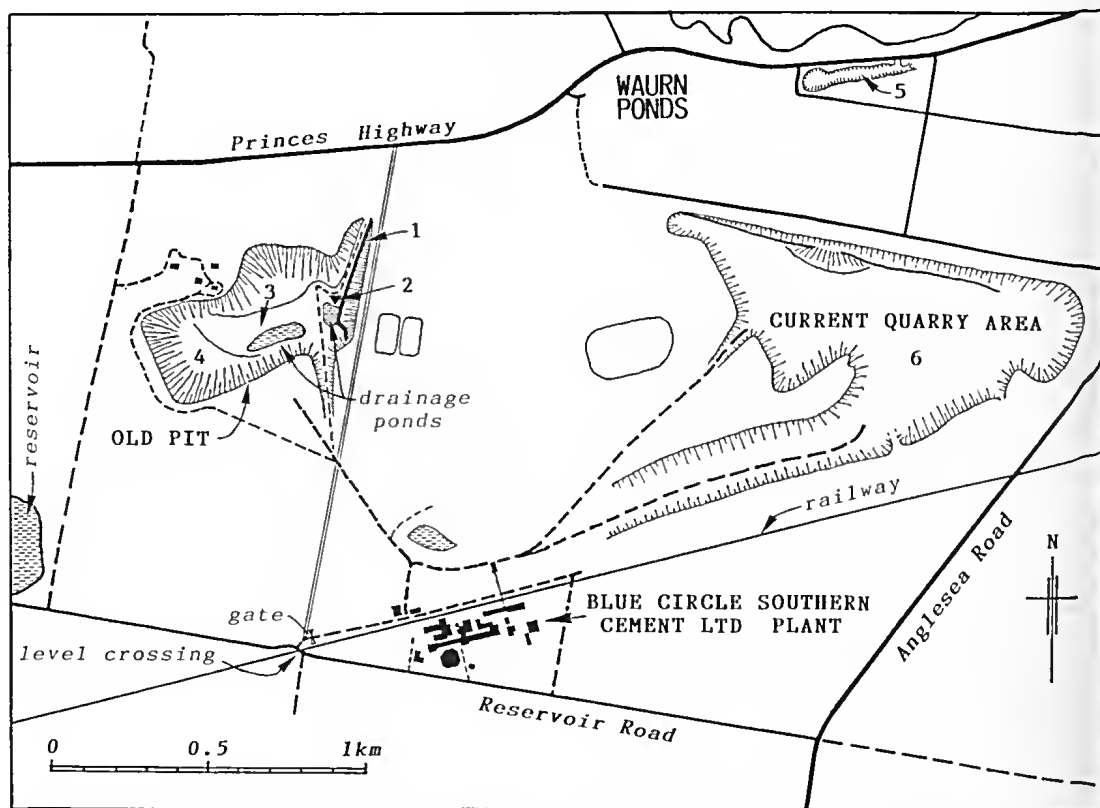 WAURN
PONDS
5
Princes Highway
1
2
3
4
CURRENT QUARRY AREA
6
drainage
ponds
OLD PIT
reservoir
railway
Anglesea Road
N
gate
BLUE CIRCLE SOUTHERN
CEMENT LTD PLANT
level crossing
Reservoir Road
0 0.5 1km